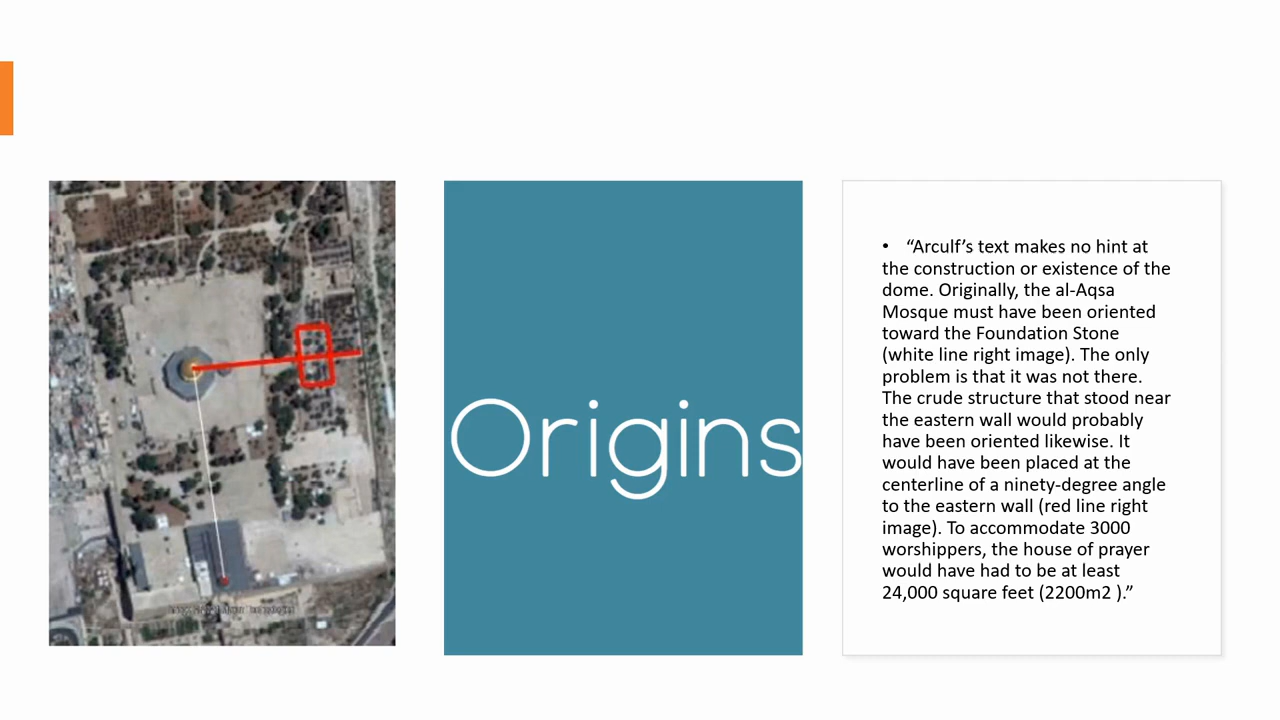 Origins
• “Arculf’s text makes no hint at
the construction or existence of the
dome. Originally, the al-Aqsa
Mosque must have been oriented
toward the Foundation Stone
(white line right image). The only
problem is that it was not there.
The crude structure that stood near
the eastern wall would probably
have been oriented likewise. It
would have been placed at the
centerline of a ninety-degree angle
to the eastern wall (red line right
image). To accommodate 3000
worshippers, the house of prayer
would have had to be at least
24,000 square feet (2200m2 ).”